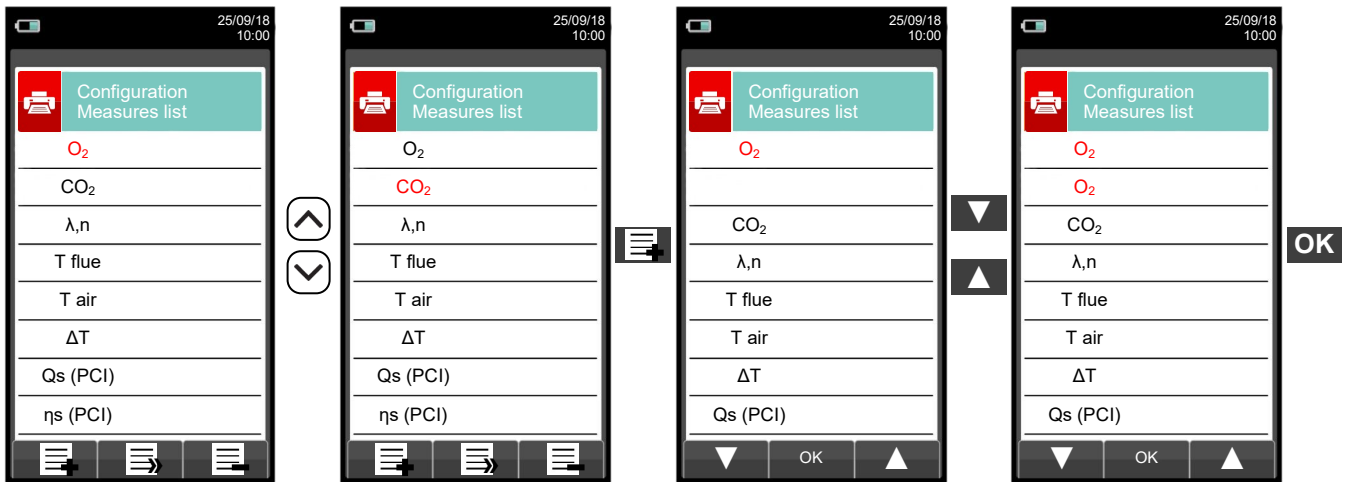 25/09/18
10:00
Configuration
Measures list
O₂
CO₂
λ,n
T flue
T air
ΔT
Qs (PCI)
ηs (PCI)
25/09/18
10:00
Configuration
Measures list
O₂
CO₂
λ,n
T flue
T air
ΔT
Qs (PCI)
ηs (PCI)
25/09/18
10:00
Configuration
Measures list
O₂
CO₂
λ,n
T flue
T air
ΔT
Qs (PCI)
OK
25/09/18
10:00
Configuration
Measures list
O₂
O₂
CO₂
λ,n
T flue
T air
ΔT
Qs (PCI)
OK
OK